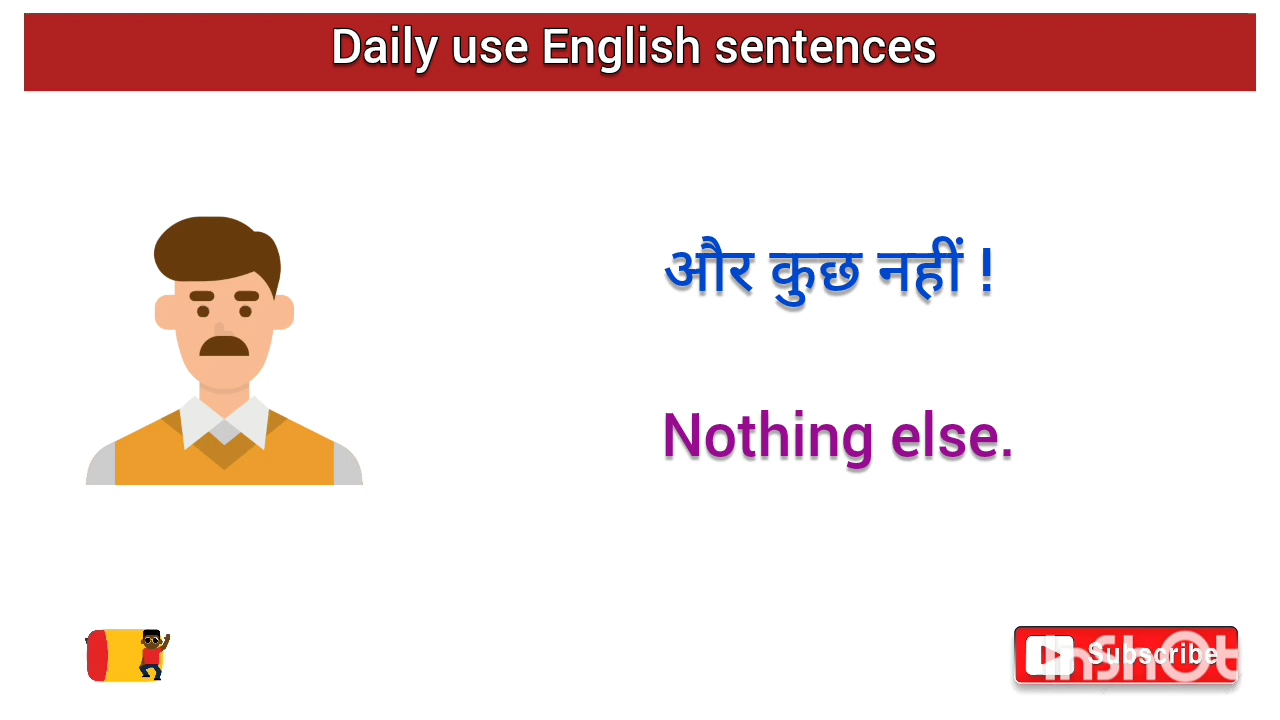 Daily use English sentences
और कुछ नहीं !
Nothing else.
Subscribe
InShOt